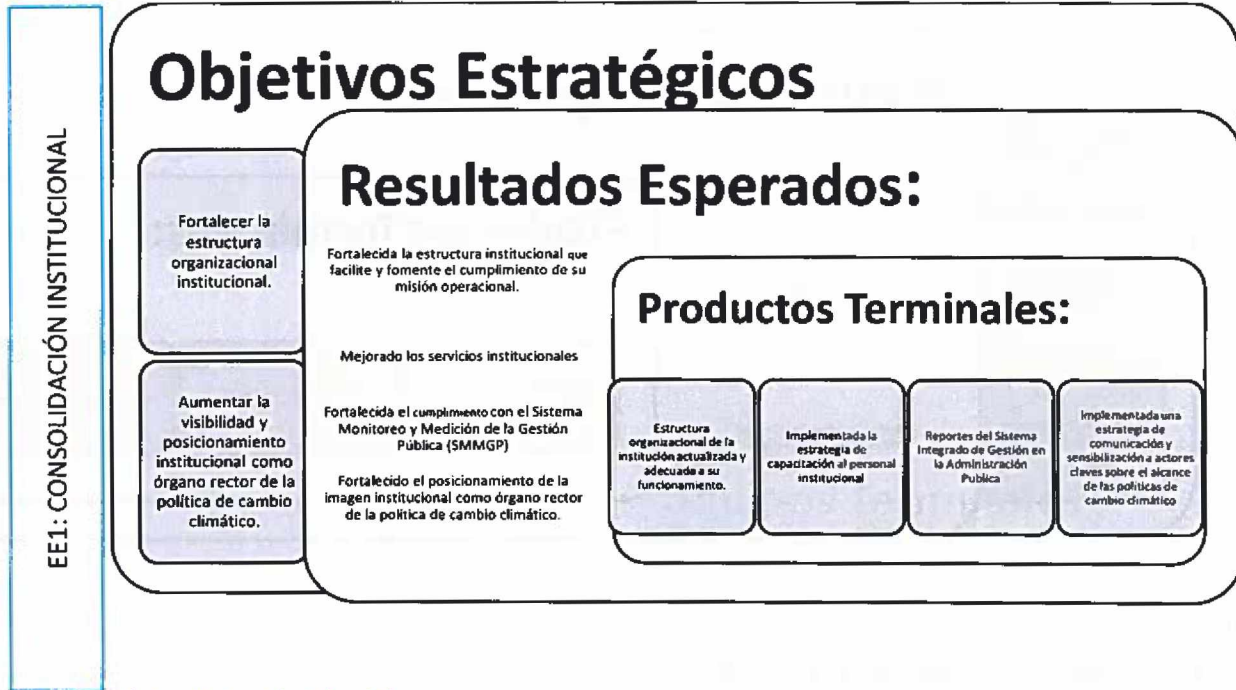 EE1: CONSOLIDACIÓN INSTITUCIONAL
Objetivos Estratégicos
Fortalecer la
estructura
organizacional
institucional.
Aumentar la
visibilidad y
posicionamiento
institucional como
órgano rector de la
política de cambio
climático.
Resultados Esperados:
Fortalecida la estructura institucional que
facilite y fomente el cumplimiento de su
misión operacional.
Mejorado los servicios institucionales
Fortalecida el cumplimiento con el Sistema
Monitoreo y Medición de la Gestión
Pública (SMMGP)
Fortalecido el posicionamiento de la
imagen institucional como órgano rector
de la política de cambio climático.
Productos Terminales:
Estructura
organizacional de la
institución actualizada y
adecuada a su
funcionamiento.
Implementada la
estrategia de
capacitación al personal
institucional
Reportes del Sistema
Integrado de Gestión en
la Administración
Publica
Implementada una
estrategia de
comunicación y
sensibilización a actores
claves sobre el alcance
de las políticas de
cambio climático